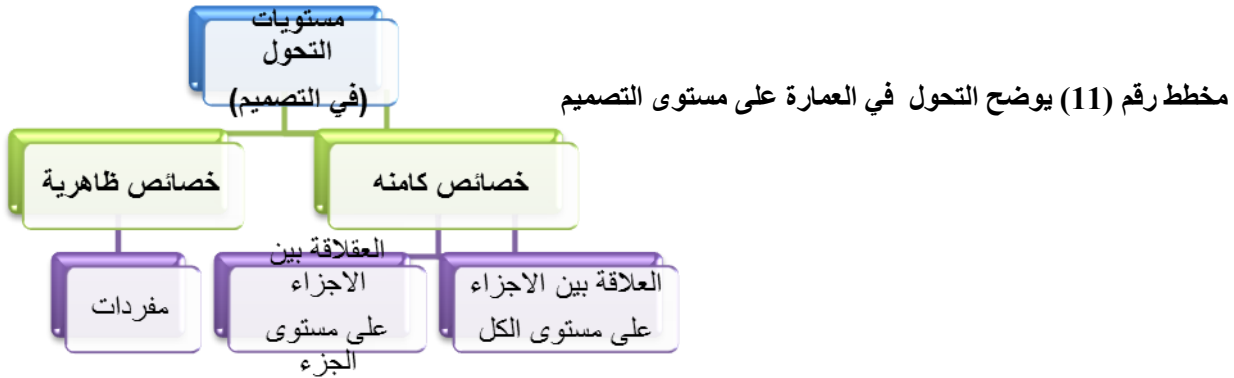 مستويات
التحول
(في التصميم)
مخطط رقم (11) يوضح التحول في العمارة على مستوى التصميم
خصائص كامنه
خصائص ظاهرية
العلاقة بين الاجزاء
على مستوى الكل
العقلاقة بين
الاجزاء
على مستوى
الجزء
مفردات